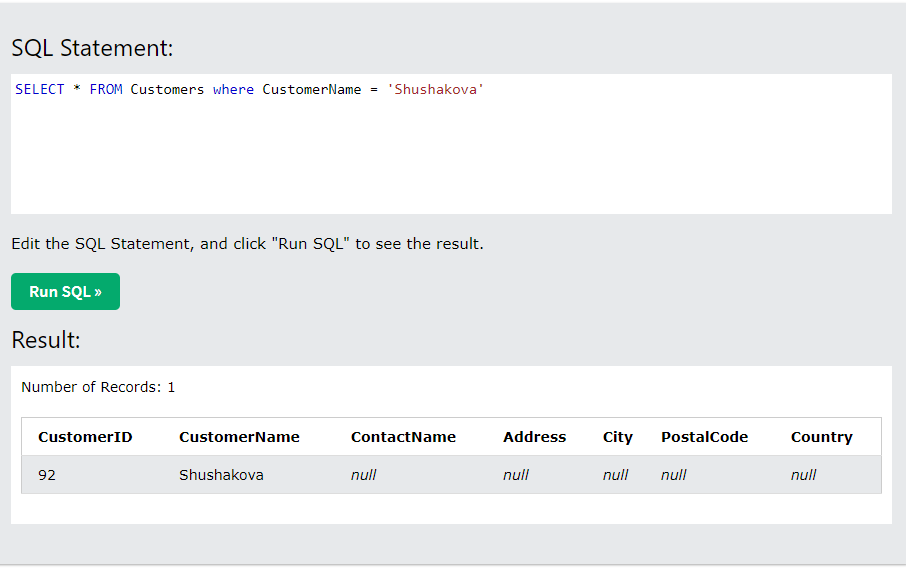 SQL Statement:
SELECT * FROM Customers where CustomerName = 'Shushakova'
Edit the SQL Statement, and click "Run SQL" to see the result.
Run SQL »
Result:
Number of Records: 1
CustomerID CustomerName ContactName Address City PostalCode Country
92 Shushakova null null null null null